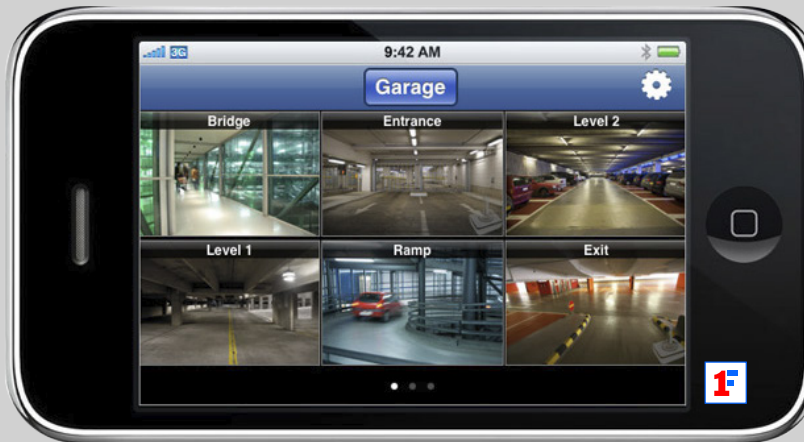 3G 9:42 AM
Garage
Bridge Entrance Level 2
Level 1 Ramp Exit
1F